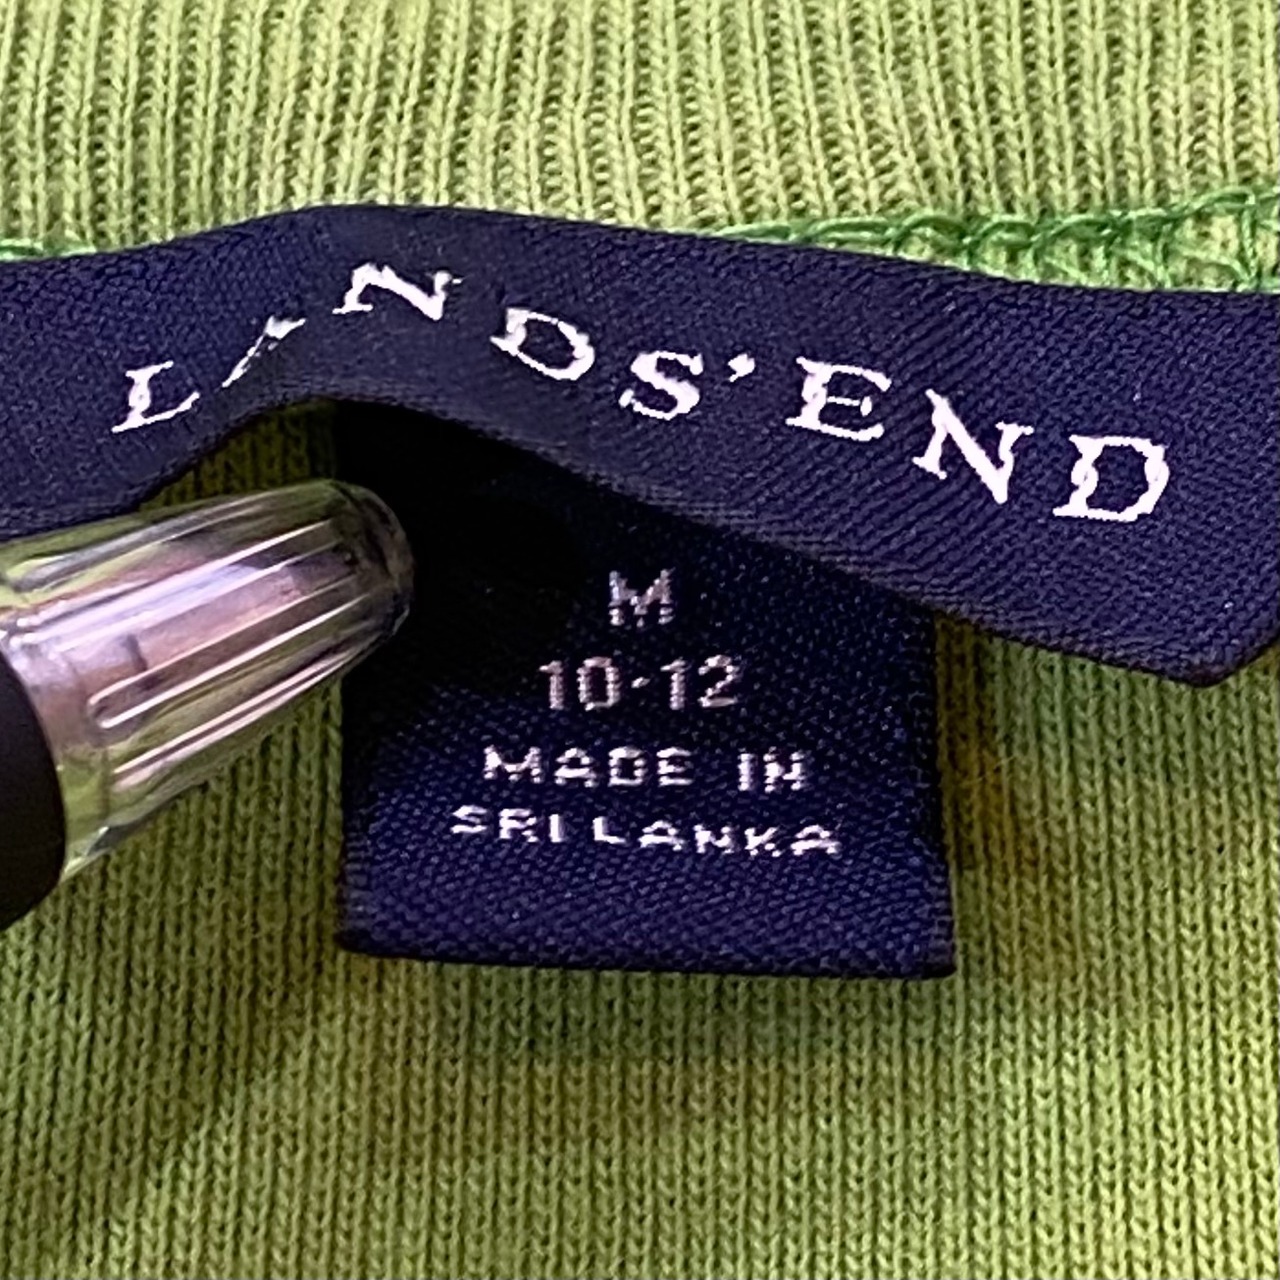 LANDS'END
M
10-12
MADE IN
SRI LANKA